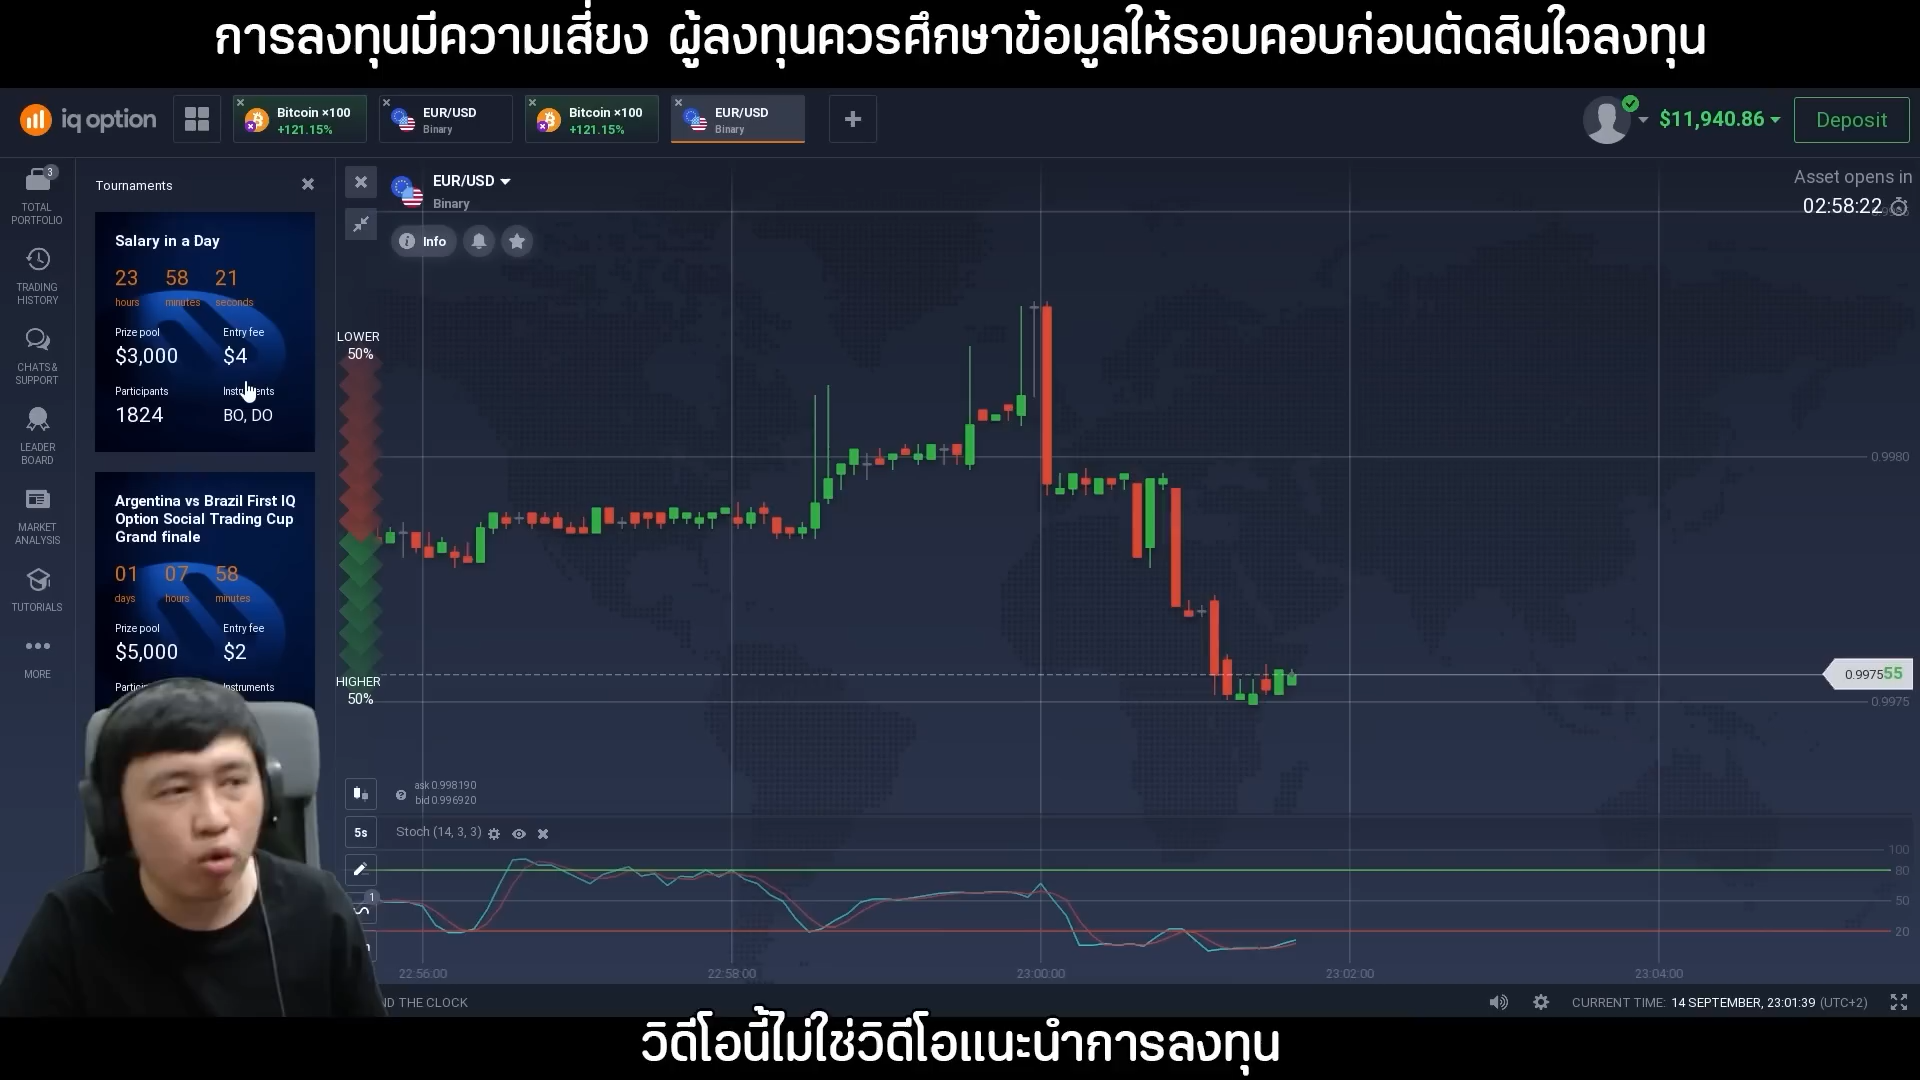 การลงทุนมีความเสี่ยง ผู้ลงทุนควรศึกษาข้อมูลให้รอบคอบก่อนตัดสินใจลงทุน
iq option
Bitcoin ×100
+121.15%
EUR/USD
Binary
Bitcoin ×100
+121.15%
EUR/USD
Binary
$11,940.86
Deposit
3
TOTAL
PORTFOLIO
TRADING
HISTORY
CHATS &
SUPPORT
LEADER
BOARD
MARKET
ANALYSIS
TUTORIALS
MORE
Tournaments
Salary in a Day
23 58 21
hours minutes seconds
Prize pool Entry fee
$3,000 $4
Participants
1824 BO, DO
Argentina vs Brazil First IQ
Option Social Trading Cup
Grand finale
01 07 58
days hours minutes
Prize pool Entry fee
$5,000 $2
EUR/USD
Binary
Info
Asset opens in
02:58:22
LOWER
50%
HIGHER
50%
0.9980
0.997555
0.9975
ask 0.998190
bid 0.996920
5s
Stoch (14, 3, 3)
1
100
80
50
20
22:56:00 22:58:00 23:00:00 23:02:00 23:04:00
THE CLOCK
CURRENT TIME: 14 SEPTEMBER, 23:01:39 (UTC+2)
วิดีโอนี้ไม่ใช่วิดีโอแนะนำการลงทุน